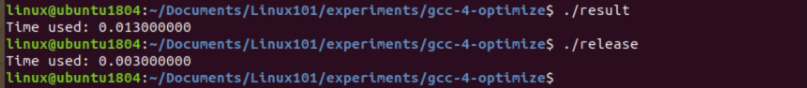 linux@ubuntu1804:~/Documents/Linux101/experiments/gcc-4-optimize$ ./result
Time used: 0.013000000
linux@ubuntu1804:~/Documents/Linux101/experiments/gcc-4-optimize$ ./release
Time used: 0.003000000
linux@ubuntu1804:~/Documents/Linux101/experiments/gcc-4-optimize$